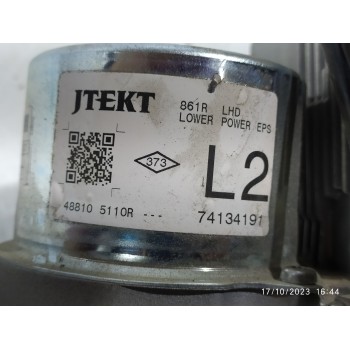 JTEKT
861R LHD
LOWER POWER EPS
373
L2
48810 5110R ---
74134191
17/10/2023 16:44